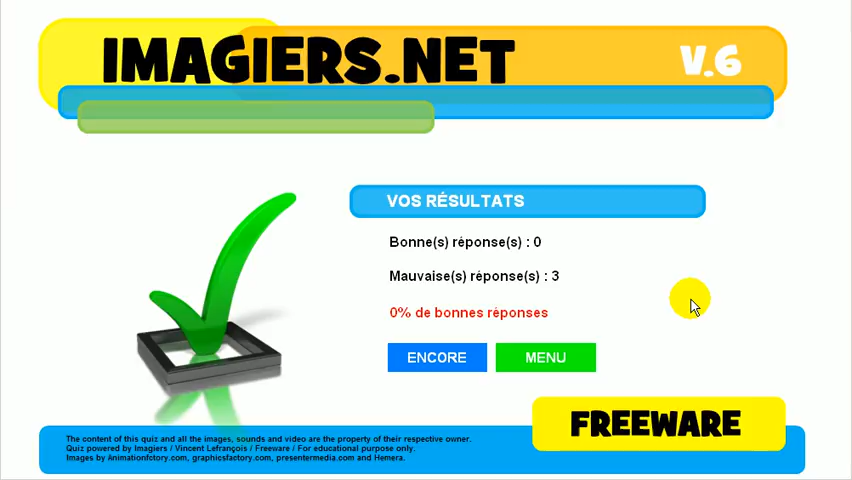 IMAGIERS.NET
V.6
VOS RÉSULTATS
Bonne(s) réponse(s) : 0
Mauvaise(s) réponse(s) : 3
0% de bonnes réponses
ENCORE
MENU
FREEWARE
The content of this quiz and all the images, sounds and video are the property of their respective owner.
Quiz powered by Imagiers / Vincent Lefrançois / Freeware / For educational purpose only.
Images by Animationfctory.com, graphicsfactory.com, presentermedia.com and Hemera.